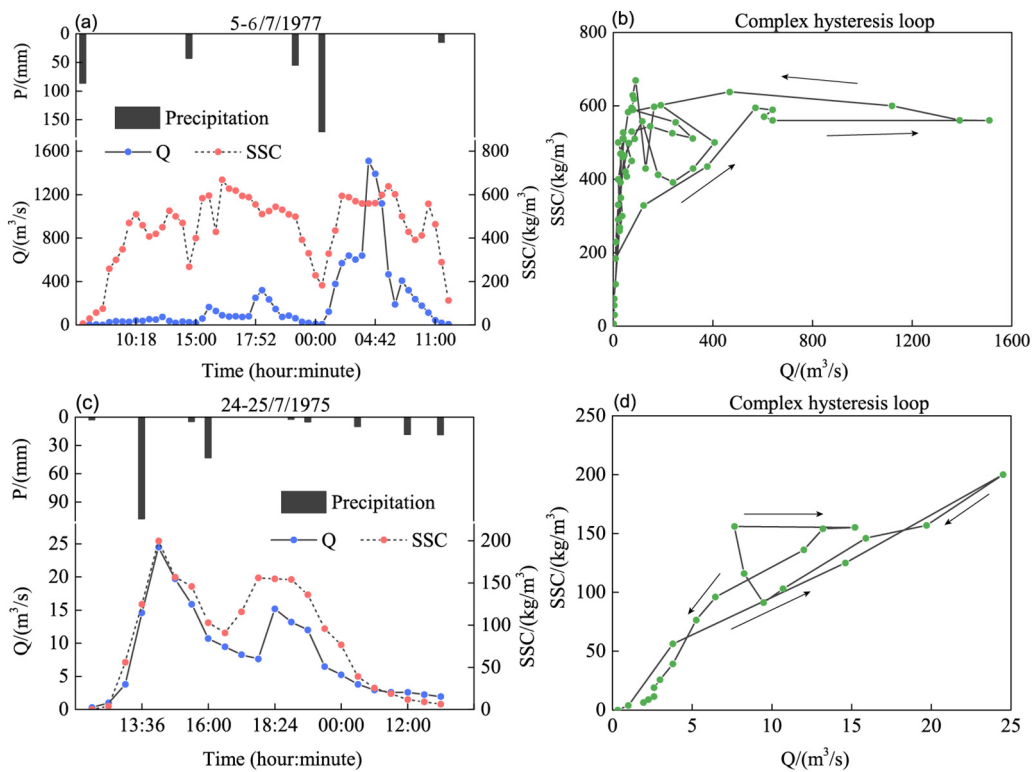 (a)
5-6/7/1977
0
50
100
150
P/(mm)
Precipitation
Q
SSC
1600
1200
800
400
0
Q/(m³/s)
800
600
400
200
0
SSC/(kg/m³)
10:18
15:00
17:52
00:00
04:42
11:00
Time (hour:minute)
(b)
Complex hysteresis loop
800
600
400
200
0
SSC/(kg/m³)
0
400
800
1200
1600
Q/(m³/s)
(c)
24-25/7/1975
0
30
60
90
P/(mm)
Precipitation
Q
SSC
25
20
15
10
5
0
Q/(m³/s)
200
150
100
50
0
SSC/(kg/m³)
13:36
16:00
18:24
00:00
12:00
Time (hour:minute)
(d)
Complex hysteresis loop
250
200
150
100
50
0
SSC/(kg/m³)
0
5
10
15
20
25
Q/(m³/s)